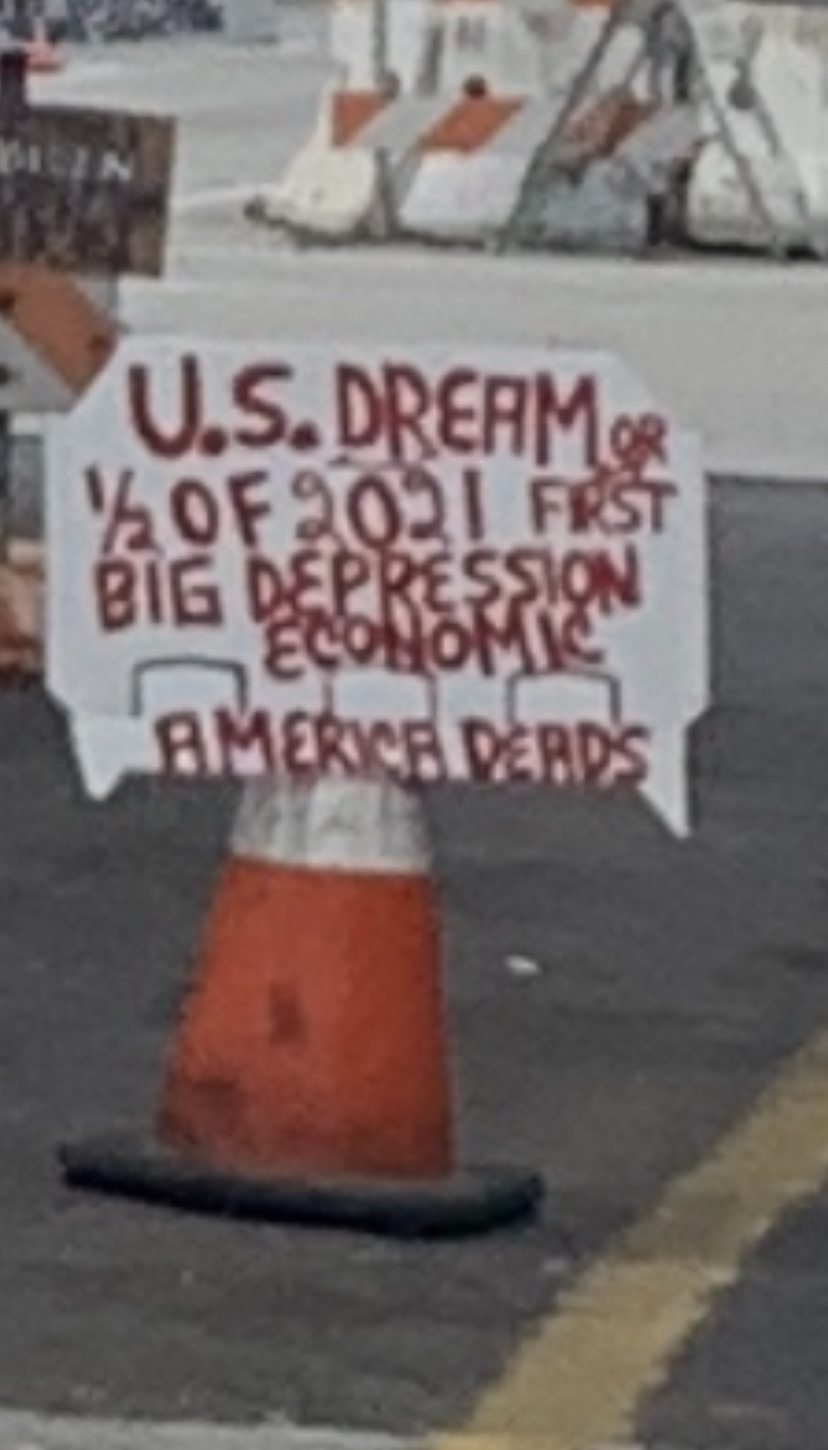 U.S. DREAM OR
1/2 OF 2021 FIRST
BIG DEPRESSION
ECONOMIC
AMERICA DEADS